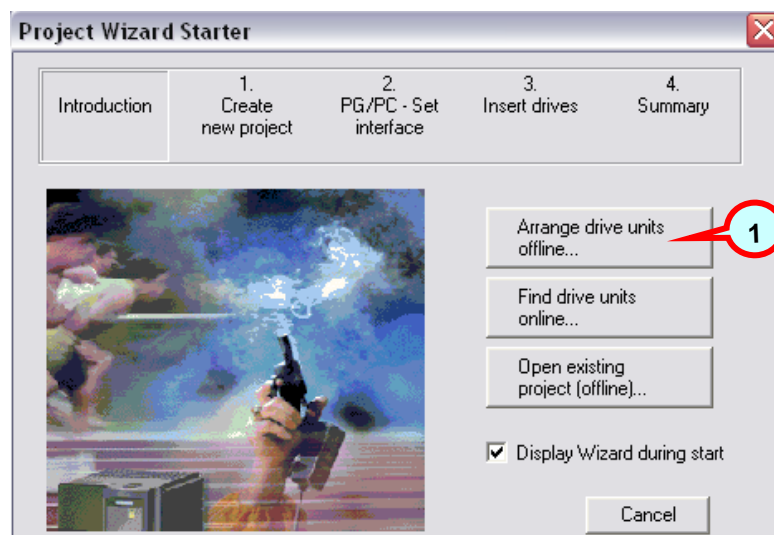 Project Wizard Starter
Introduction
1.
Create
new project
2.
PG/PC - Set
interface
3.
Insert drives
4.
Summary
Arrange drive units
offline...
1
Find drive units
online...
Open existing
project (offline)...
Display Wizard during start
Cancel